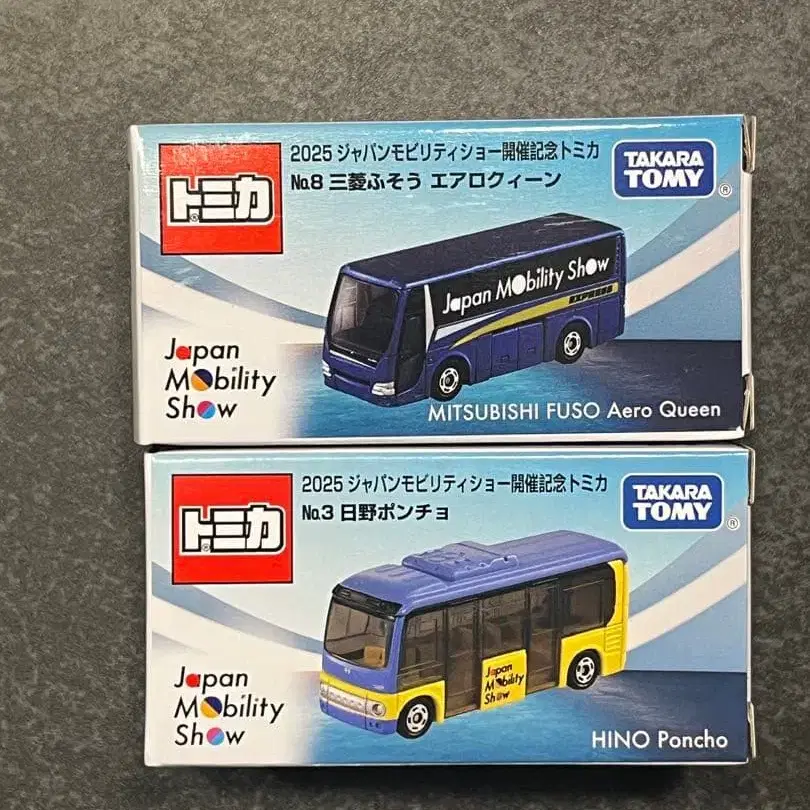 トミカ
2025 ジャパンモビリティショー開催記念トミカ
No.8 三菱ふそう エアロクィーン
TAKARA
TOMY
Japan Mobility Show
EXPRESS
Japan
Mobility
Show
MITSUBISHI FUSO Aero Queen
トミカ
2025 ジャパンモビリティショー開催記念トミカ
No.3 日野ポンチョ
TAKARA
TOMY
Japan
Mobility
Show
Japan
Mobility
Show
HINO Poncho